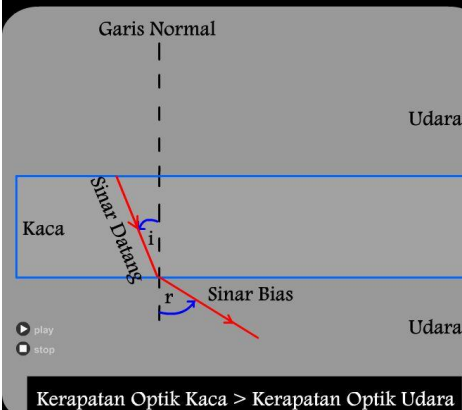 Garis Normal
Udara
Sinar Datang
Kaca
i
r
Sinar Bias
Udara
play
stop
Kerapatan Optik Kaca > Kerapatan Optik Udara